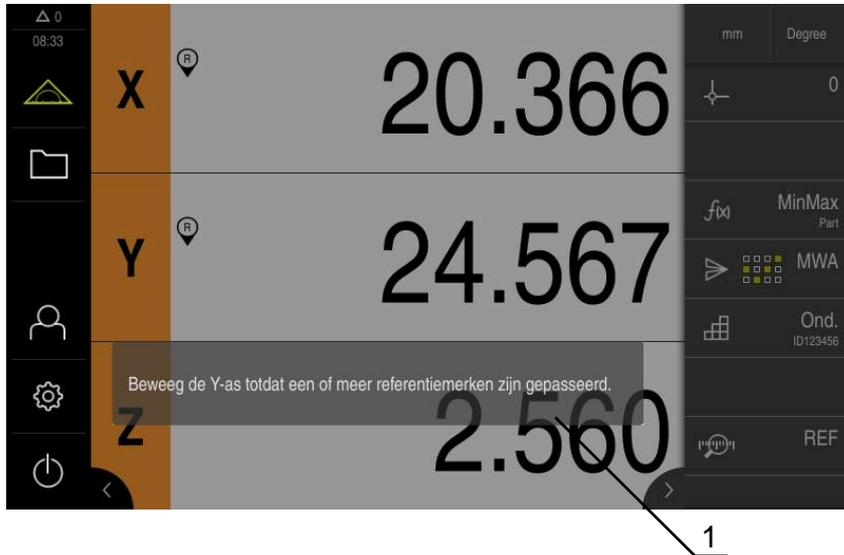 0
08:33
mm Degree
X R 20.366
0
Y R 24.567
MinMax
Part
MWA
Ond.
ID123456
Z 2.560
Beweeg de Y-as totdat een of meer referentiemerken zijn gepasseerd.
REF
1